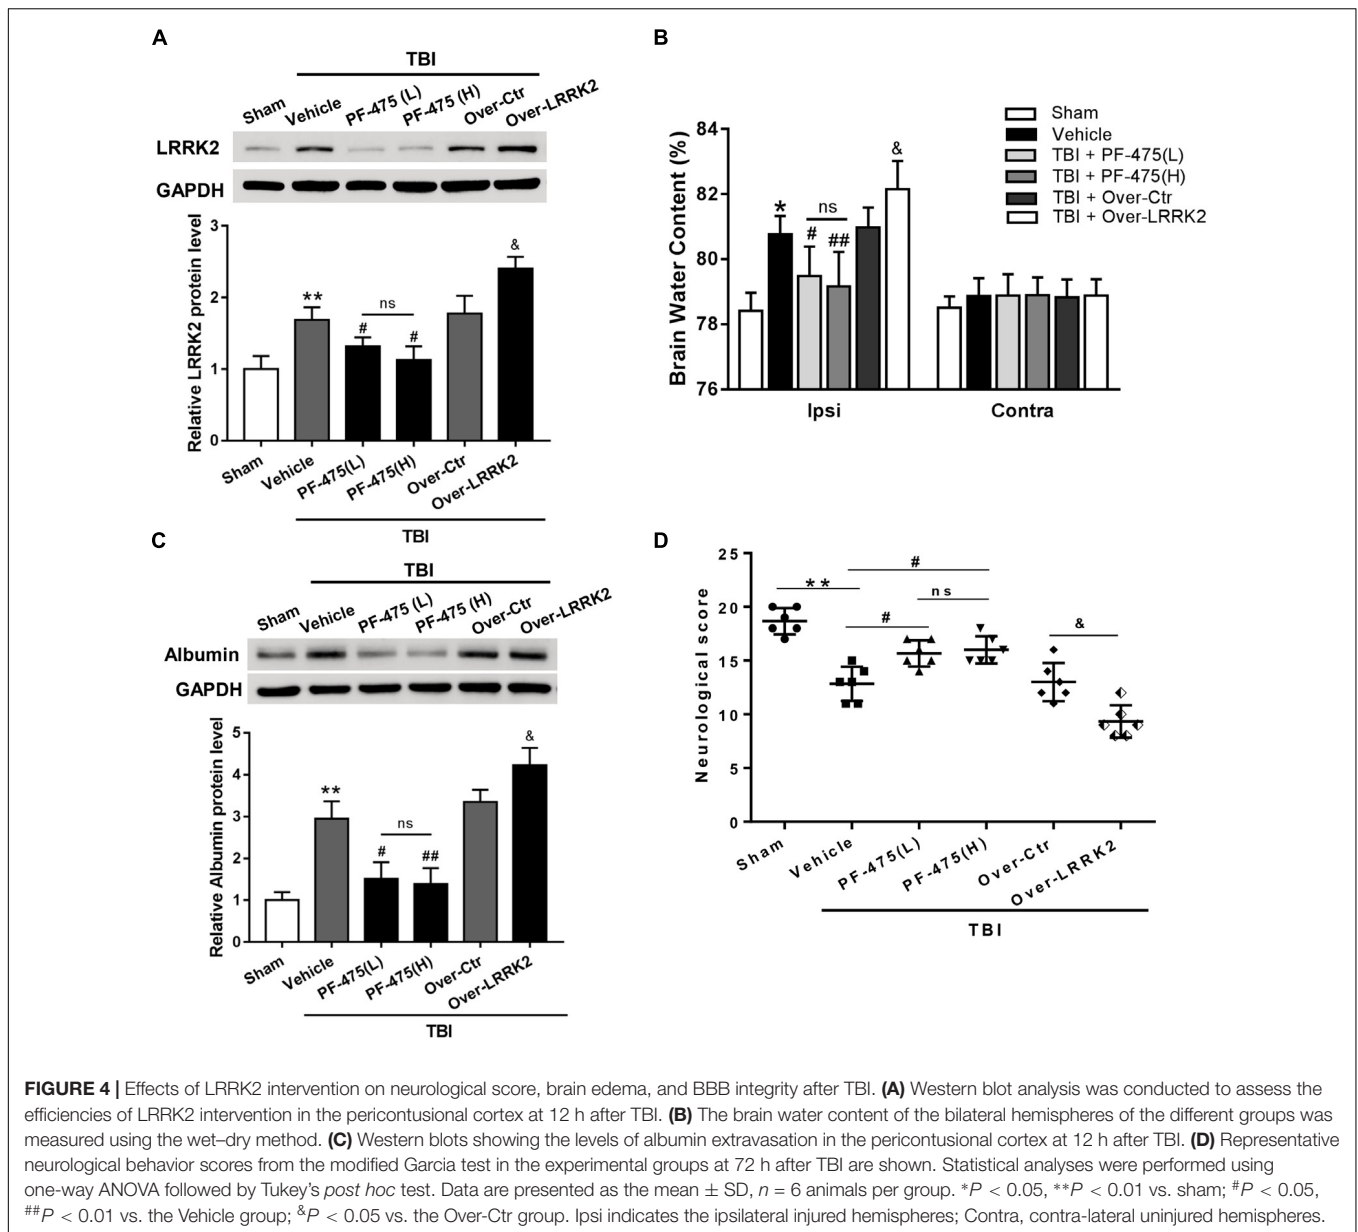 A
TBI
Sham
Vehicle
PF-475 (L)
PF-475 (H)
Over-Ctr
Over-LRRK2
LRRK2
GAPDH
Relative LRRK2 protein level
3
2
1
0
**
#
ns
#
&
Sham
Vehicle
PF-475(L)
PF-475(H)
Over-Ctr
Over-LRRK2
TBI
B
Brain Water Content (%)
84
82
80
78
76
*
ns
#
##
&
Ipsi
Contra
Sham
Vehicle
TBI + PF-475(L)
TBI + PF-475(H)
TBI + Over-Ctr
TBI + Over-LRRK2
C
TBI
Sham
Vehicle
PF-475 (L)
PF-475 (H)
Over-Ctr
Over-LRRK2
Albumin
GAPDH
Relative Albumin protein level
5
4
3
2
1
0
**
ns
#
##
&
Sham
Vehicle
PF-475(L)
PF-475(H)
Over-Ctr
Over-LRRK2
TBI
D
Neurological score
25
20
15
10
5
0
**
#
#
ns
&
Sham
Vehicle
PF-475(L)
PF-475(H)
Over-Ctr
Over-LRRK2
TBI
FIGURE 4 | Effects of LRRK2 intervention on neurological score, brain edema, and BBB integrity after TBI. (A) Western blot analysis was conducted to assess the
efficiencies of LRRK2 intervention in the pericontusional cortex at 12 h after TBI. (B) The brain water content of the bilateral hemispheres of the different groups was
measured using the wet–dry method. (C) Western blots showing the levels of albumin extravasation in the pericontusional cortex at 12 h after TBI. (D) Representative
neurological behavior scores from the modified Garcia test in the experimental groups at 72 h after TBI are shown. Statistical analyses were performed using
one-way ANOVA followed by Tukey's post hoc test. Data are presented as the mean ± SD, n = 6 animals per group. *P < 0.05, **P < 0.01 vs. sham; #P < 0.05,
##P < 0.01 vs. the Vehicle group; &P < 0.05 vs. the Over-Ctr group. Ipsi indicates the ipsilateral injured hemispheres; Contra, contra-lateral uninjured hemispheres.